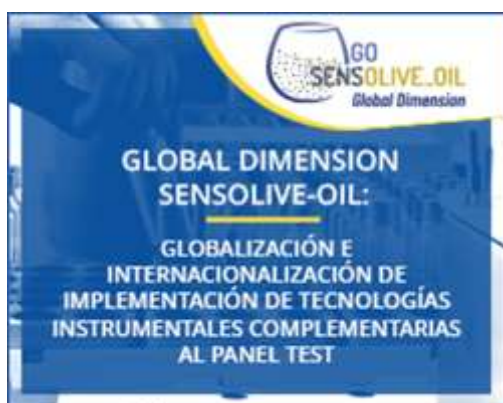 GO
SENSOLIVE_OIL
Global Dimension
GLOBAL DIMENSION
SENSOLIVE-OIL:
GLOBALIZACIÓN E
INTERNACIONALIZACIÓN DE
IMPLEMENTACIÓN DE TECNOLOGÍAS
INSTRUMENTALES COMPLEMENTARIAS
AL PANEL TEST